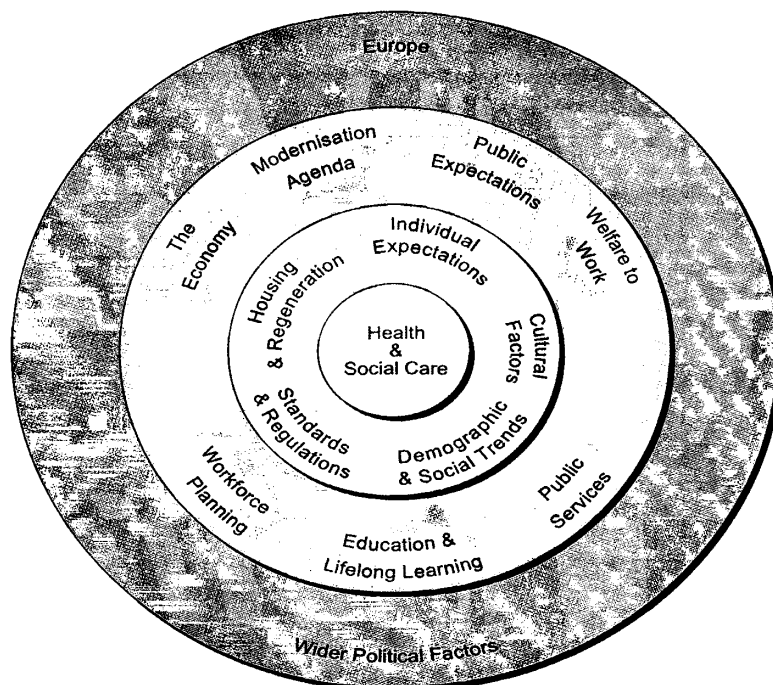 Europe
Modernisation
Agenda
Public
Expectations
The
Economy
Welfare to
Work
Individual
Expectations
Housing
& Regeneration
Cultural
Factors
Health
&
Social Care
Standards
& Regulations
Demographic
& Social Trends
Workforce
Planning
Public
Services
Education &
Lifelong Learning
Wider Political Factors